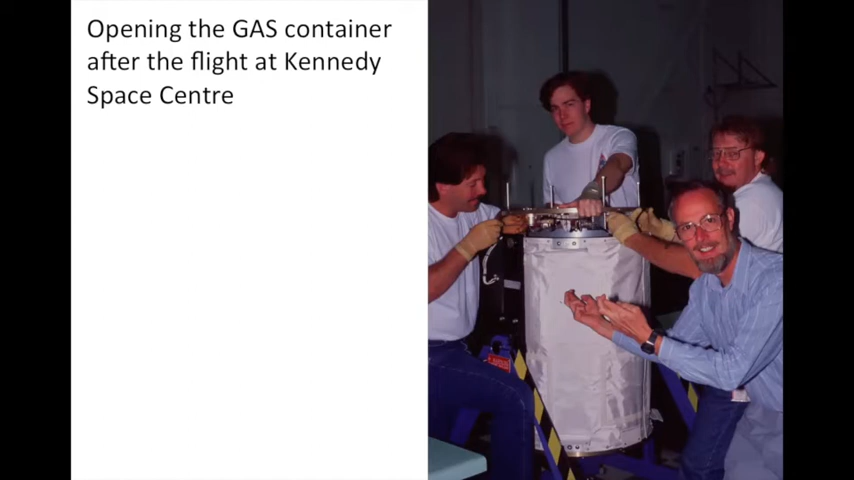 Opening the GAS container
after the flight at Kennedy
Space Centre